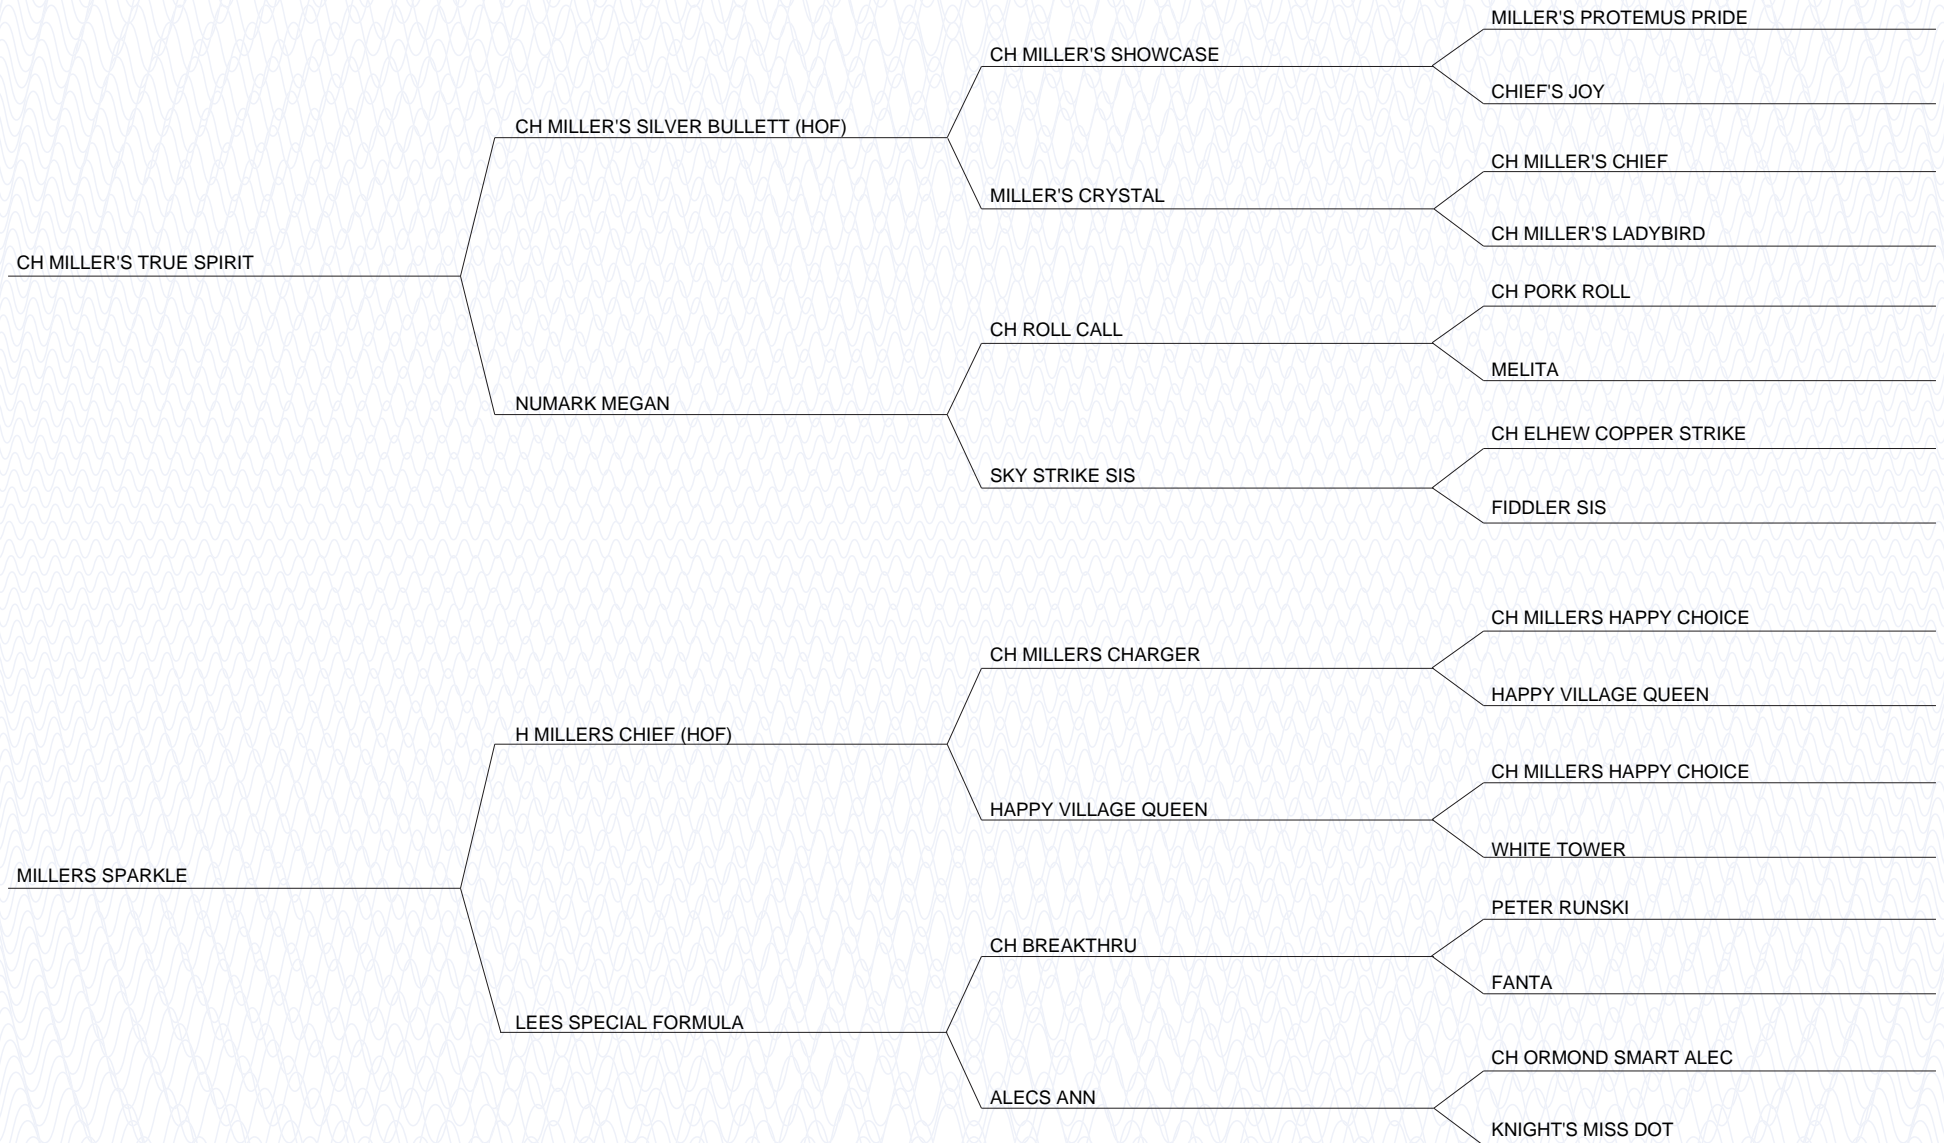 MILLER'S PROTEMUS PRIDE
CH MILLER'S SHOWCASE
CHIEF'S JOY
CH MILLER'S SILVER BULLETT (HOF)
CH MILLER'S CHIEF
MILLER'S CRYSTAL
CH MILLER'S LADYBIRD
CH MILLER'S TRUE SPIRIT
CH PORK ROLL
CH ROLL CALL
MELITA
NUMARK MEGAN
CH ELHEW COPPER STRIKE
SKY STRIKE SIS
FIDDLER SIS
CH MILLERS HAPPY CHOICE
CH MILLERS CHARGER
HAPPY VILLAGE QUEEN
H MILLERS CHIEF (HOF)
CH MILLERS HAPPY CHOICE
HAPPY VILLAGE QUEEN
WHITE TOWER
MILLERS SPARKLE
PETER RUNSKI
CH BREAKTHRU
FANTA
LEES SPECIAL FORMULA
CH ORMOND SMART ALEC
ALECS ANN
KNIGHT'S MISS DOT